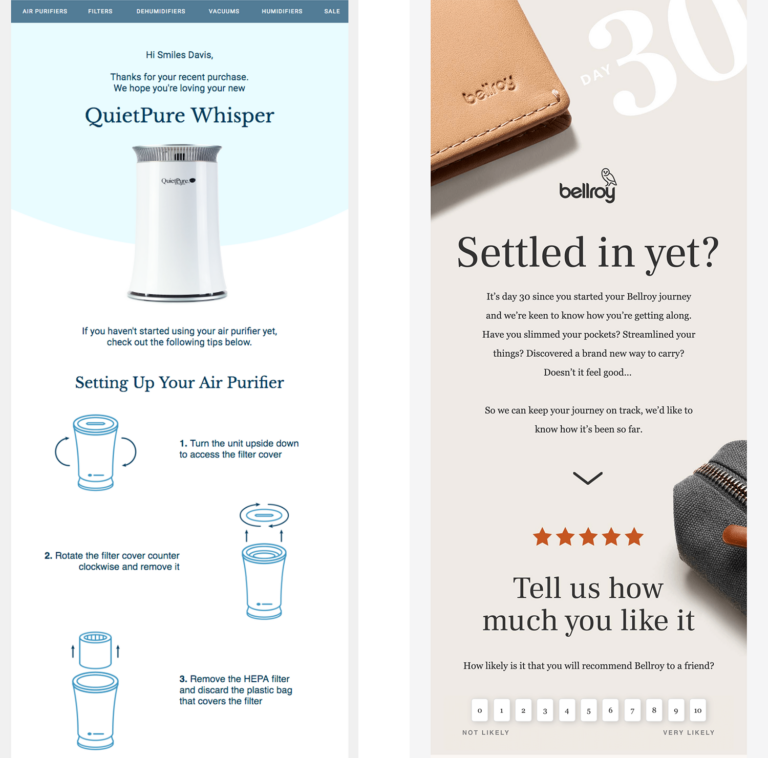 AIR PURIFIERS FILTERS DEHUMIDIFIERS VACUUMS HUMIDIFIERS SALE
Hi Smiles Davis,
Thanks for your recent purchase.
We hope you're loving your new
QuietPure Whisper
QuietPure
If you haven't started using your air purifier yet,
check out the following tips below.
Setting Up Your Air Purifier
1. Turn the unit upside down
to access the filter cover
2. Rotate the filter cover counter
clockwise and remove it
3. Remove the HEPA filter
and discard the plastic bag
that covers the filter
bellroy
DAY 30
bellroy
Settled in yet?
It's day 30 since you started your Bellroy journey
and we're keen to know how you're getting along.
Have you slimmed your pockets? Streamlined your
things? Discovered a brand new way to carry?
Doesn't it feel good...
So we can keep your journey on track, we'd like to
know how it's been so far.
Tell us how
much you like it
How likely is it that you will recommend Bellroy to a friend?
0 1 2 3 4 5 6 7 8 9 10
NOT LIKELY VERY LIKELY